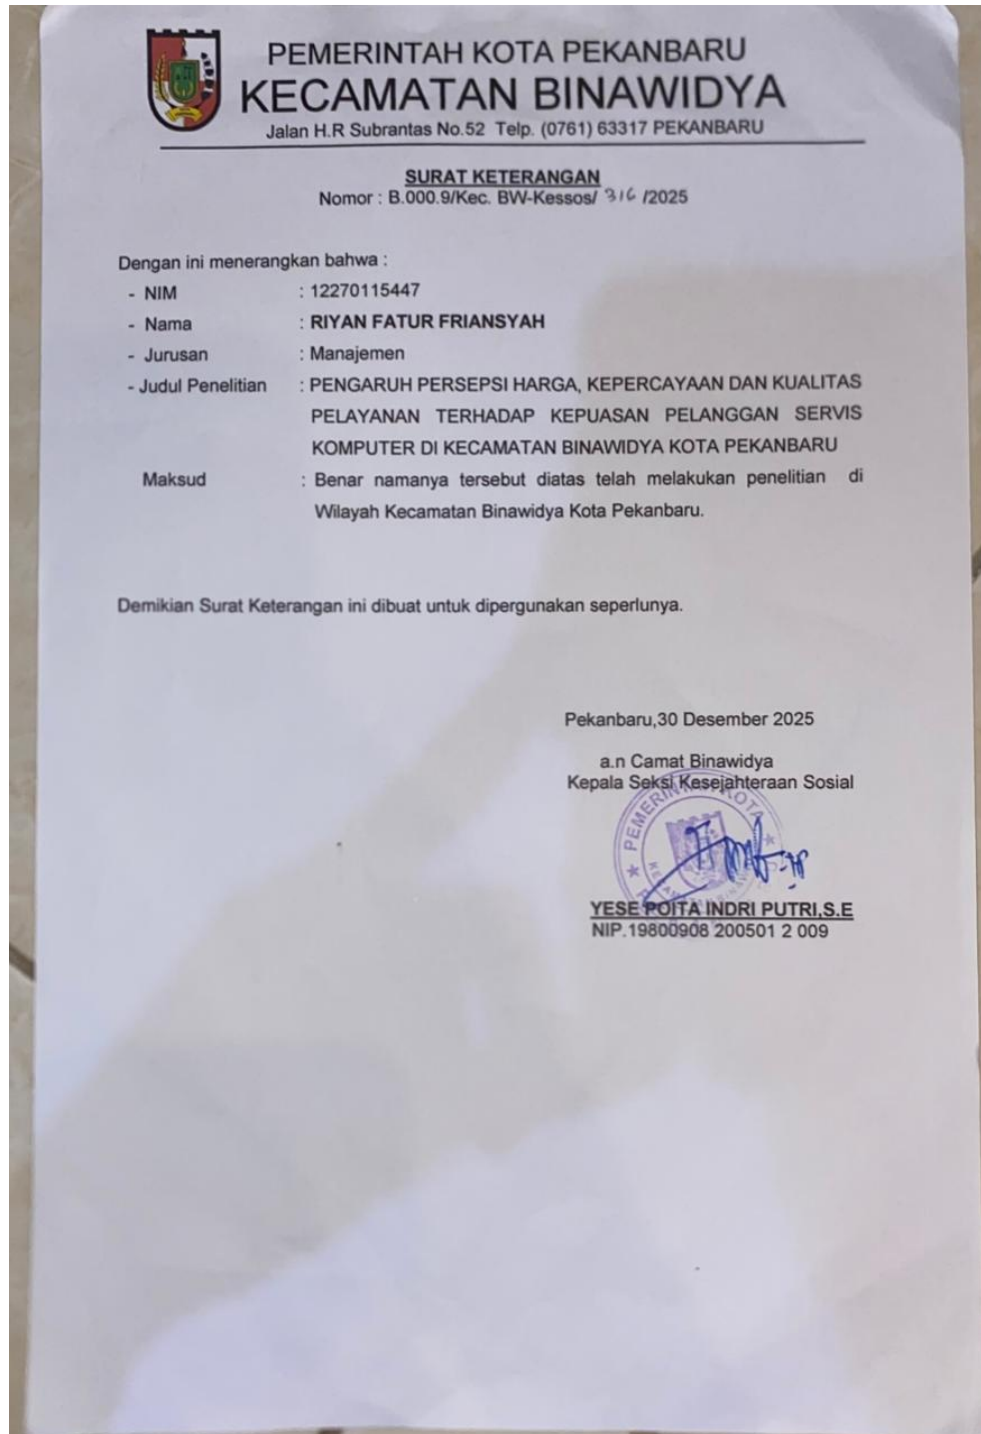 PEMERINTAH KOTA PEKANBARU
KECAMATAN BINAWIDYA
Jalan H.R Subrantas No.52 Telp. (0761) 63317 PEKANBARU
SURAT KETERANGAN
Nomor : B.000.9/Kec. BW-Kessos/ 316 /2025
Dengan ini menerangkan bahwa :
- NIM : 12270115447
- Nama : RIYAN FATUR FRIANSYAH
- Jurusan : Manajemen
- Judul Penelitian : PENGARUH PERSEPSI HARGA, KEPERCAYAAN DAN KUALITAS
PELAYANAN TERHADAP KEPUASAN PELANGGAN SERVIS
KOMPUTER DI KECAMATAN BINAWIDYA KOTA PEKANBARU
Maksud : Benar namanya tersebut diatas telah melakukan penelitian di
Wilayah Kecamatan Binawidya Kota Pekanbaru.
Demikian Surat Keterangan ini dibuat untuk dipergunakan seperlunya.
Pekanbaru,30 Desember 2025
a.n Camat Binawidya
Kepala Seksi Kesejahteraan Sosial
PEMERINTAH KOTA
YESE POITA INDRI PUTRI,S.E
NIP.19800908 200501 2 009